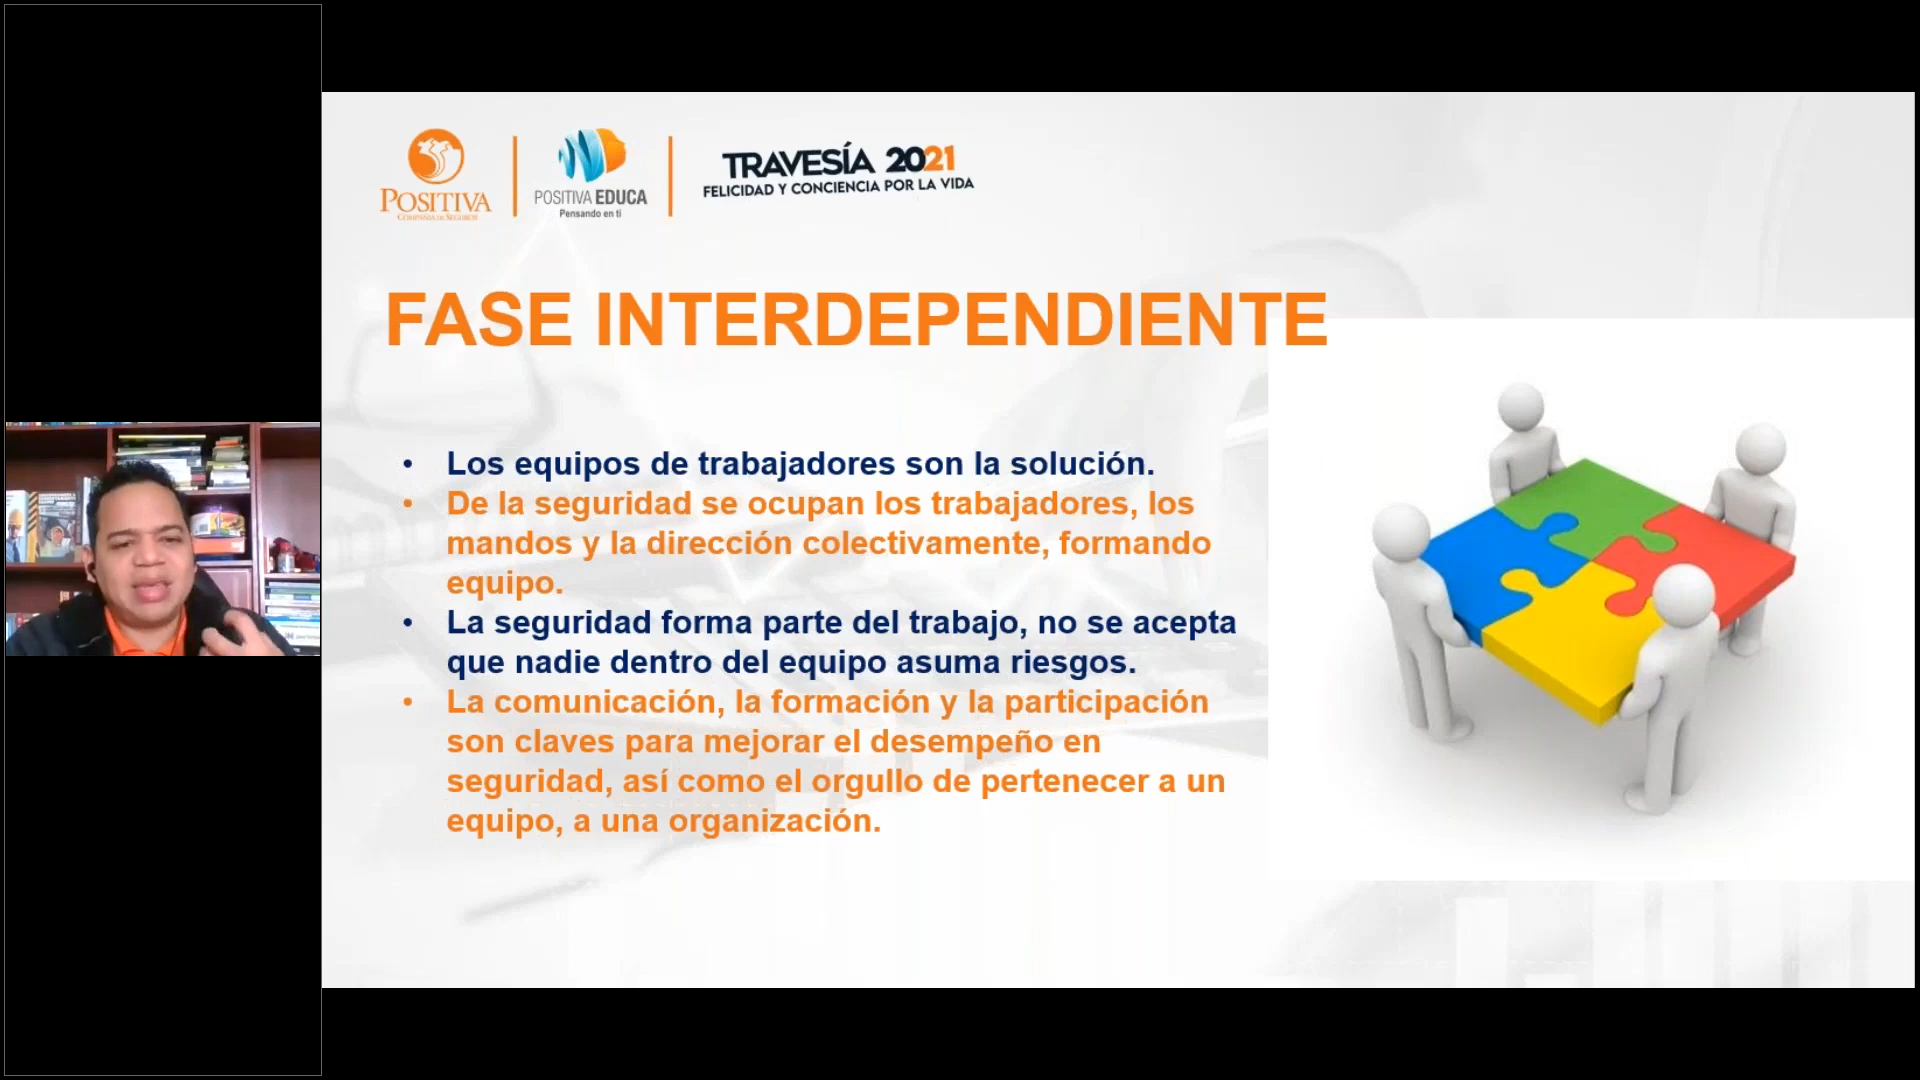 POSITIVA
COMPAÑÍA DE SEGUROS
POSITIVA EDUCA
Pensando en ti
TRAVESÍA 2021
FELICIDAD Y CONCIENCIA POR LA VIDA
FASE INTERDEPENDIENTE
• Los equipos de trabajadores son la solución.
• De la seguridad se ocupan los trabajadores, los
mandos y la dirección colectivamente, formando
equipo.
• La seguridad forma parte del trabajo, no se acepta
que nadie dentro del equipo asuma riesgos.
• La comunicación, la formación y la participación
son claves para mejorar el desempeño en
seguridad, así como el orgullo de pertenecer a un
equipo, a una organización.